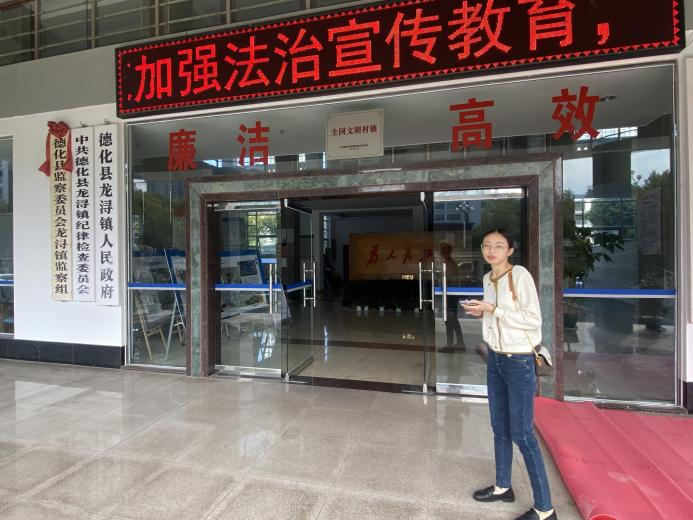 加强法治宣传教育，
廉洁
高效
全国文明村镇
德化县龙浔镇人民政府
中共德化县龙浔镇纪律检查委员会
德化县监察委员会龙浔镇监察组
为人民服务